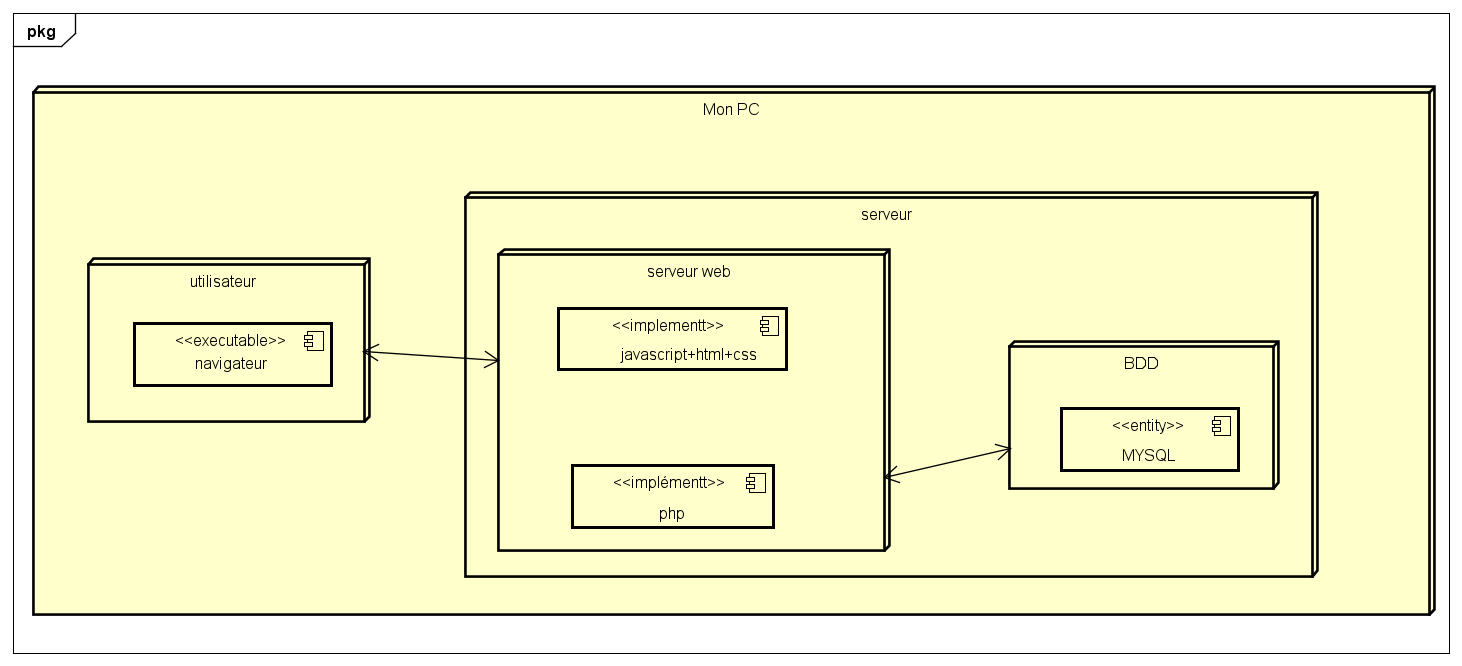 pkg
Mon PC
serveur
utilisateur
<<executable>>
navigateur
serveur web
<<implementt>>
javascript+html+css
<<implémentt>>
php
BDD
<<entity>>
MYSQL